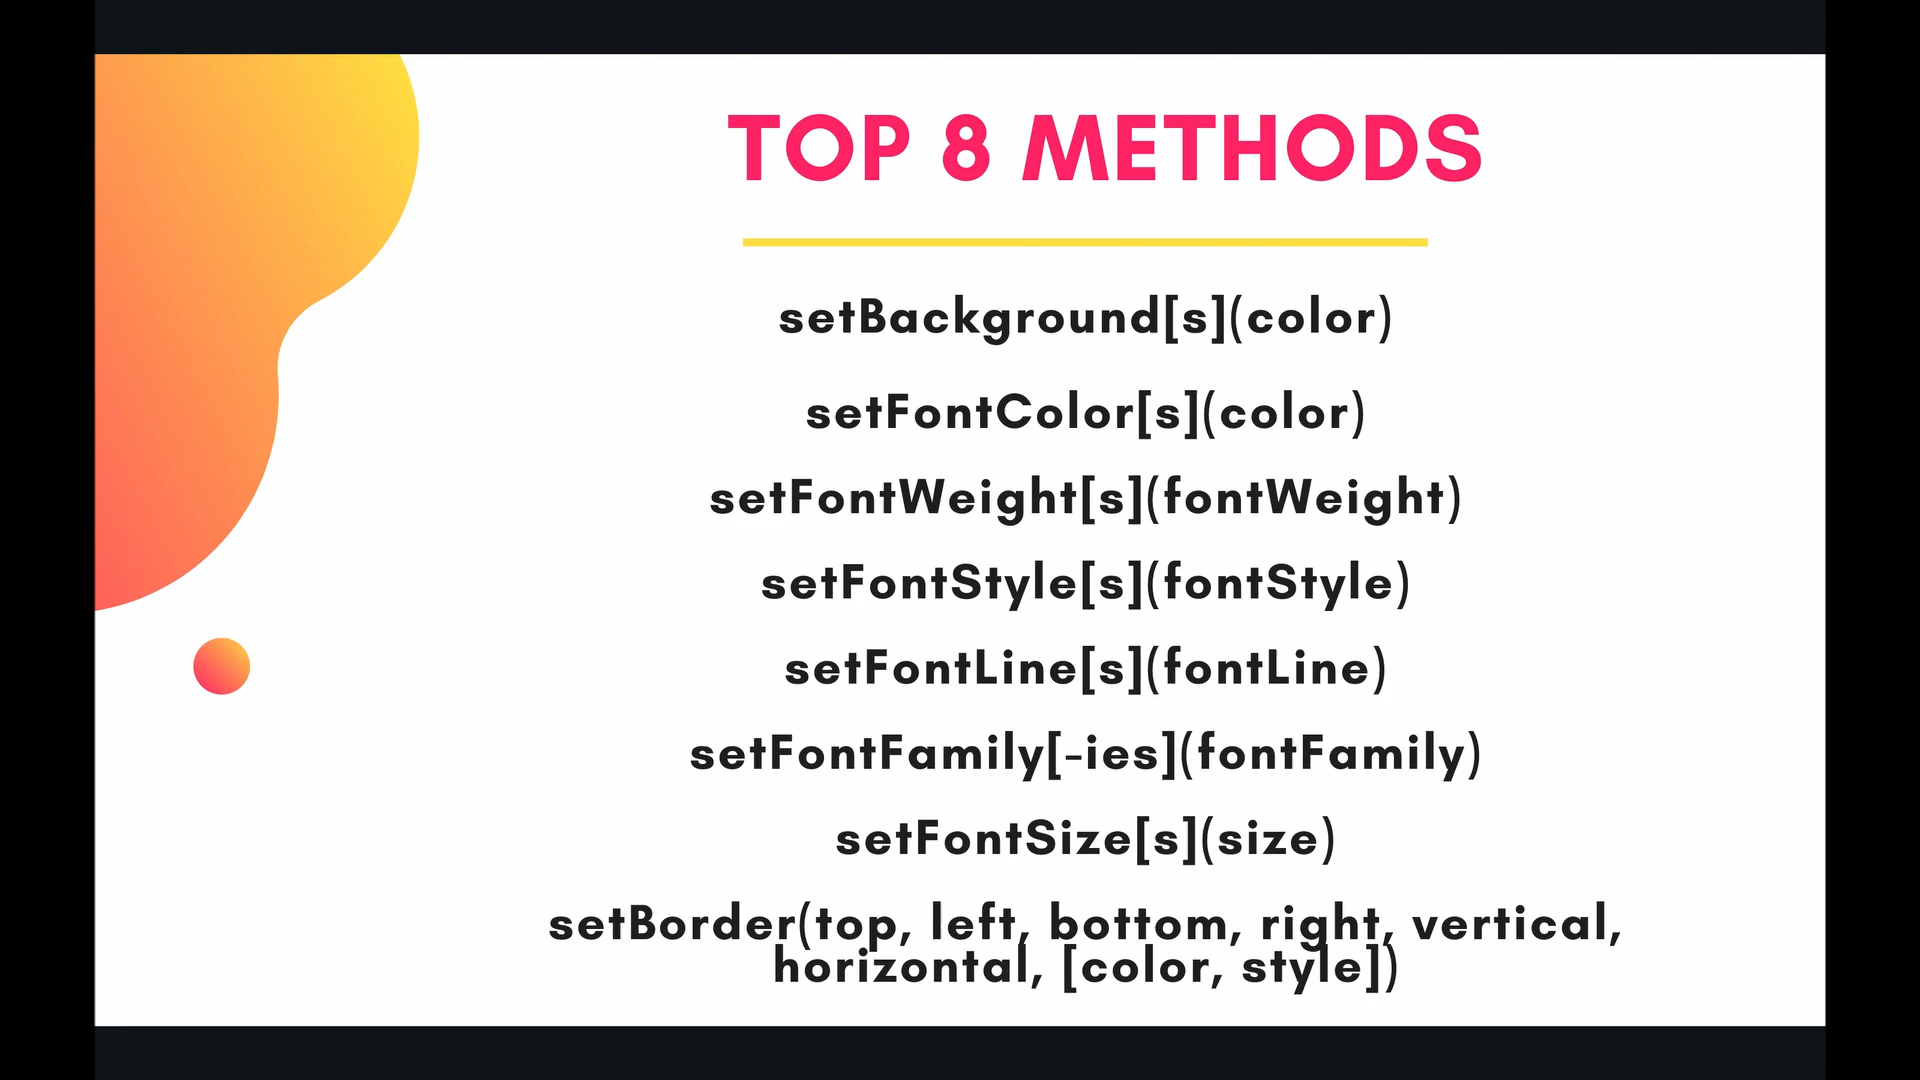 TOP 8 METHODS
setBackground[s](color)
setFontColor[s](color)
setFontWeight[s](fontWeight)
setFontStyle[s](fontStyle)
setFontLine[s](fontLine)
setFontFamily[-ies](fontFamily)
setFontSize[s](size)
setBorder(top, left, bottom, right, vertical,
horizontal, [color, style])